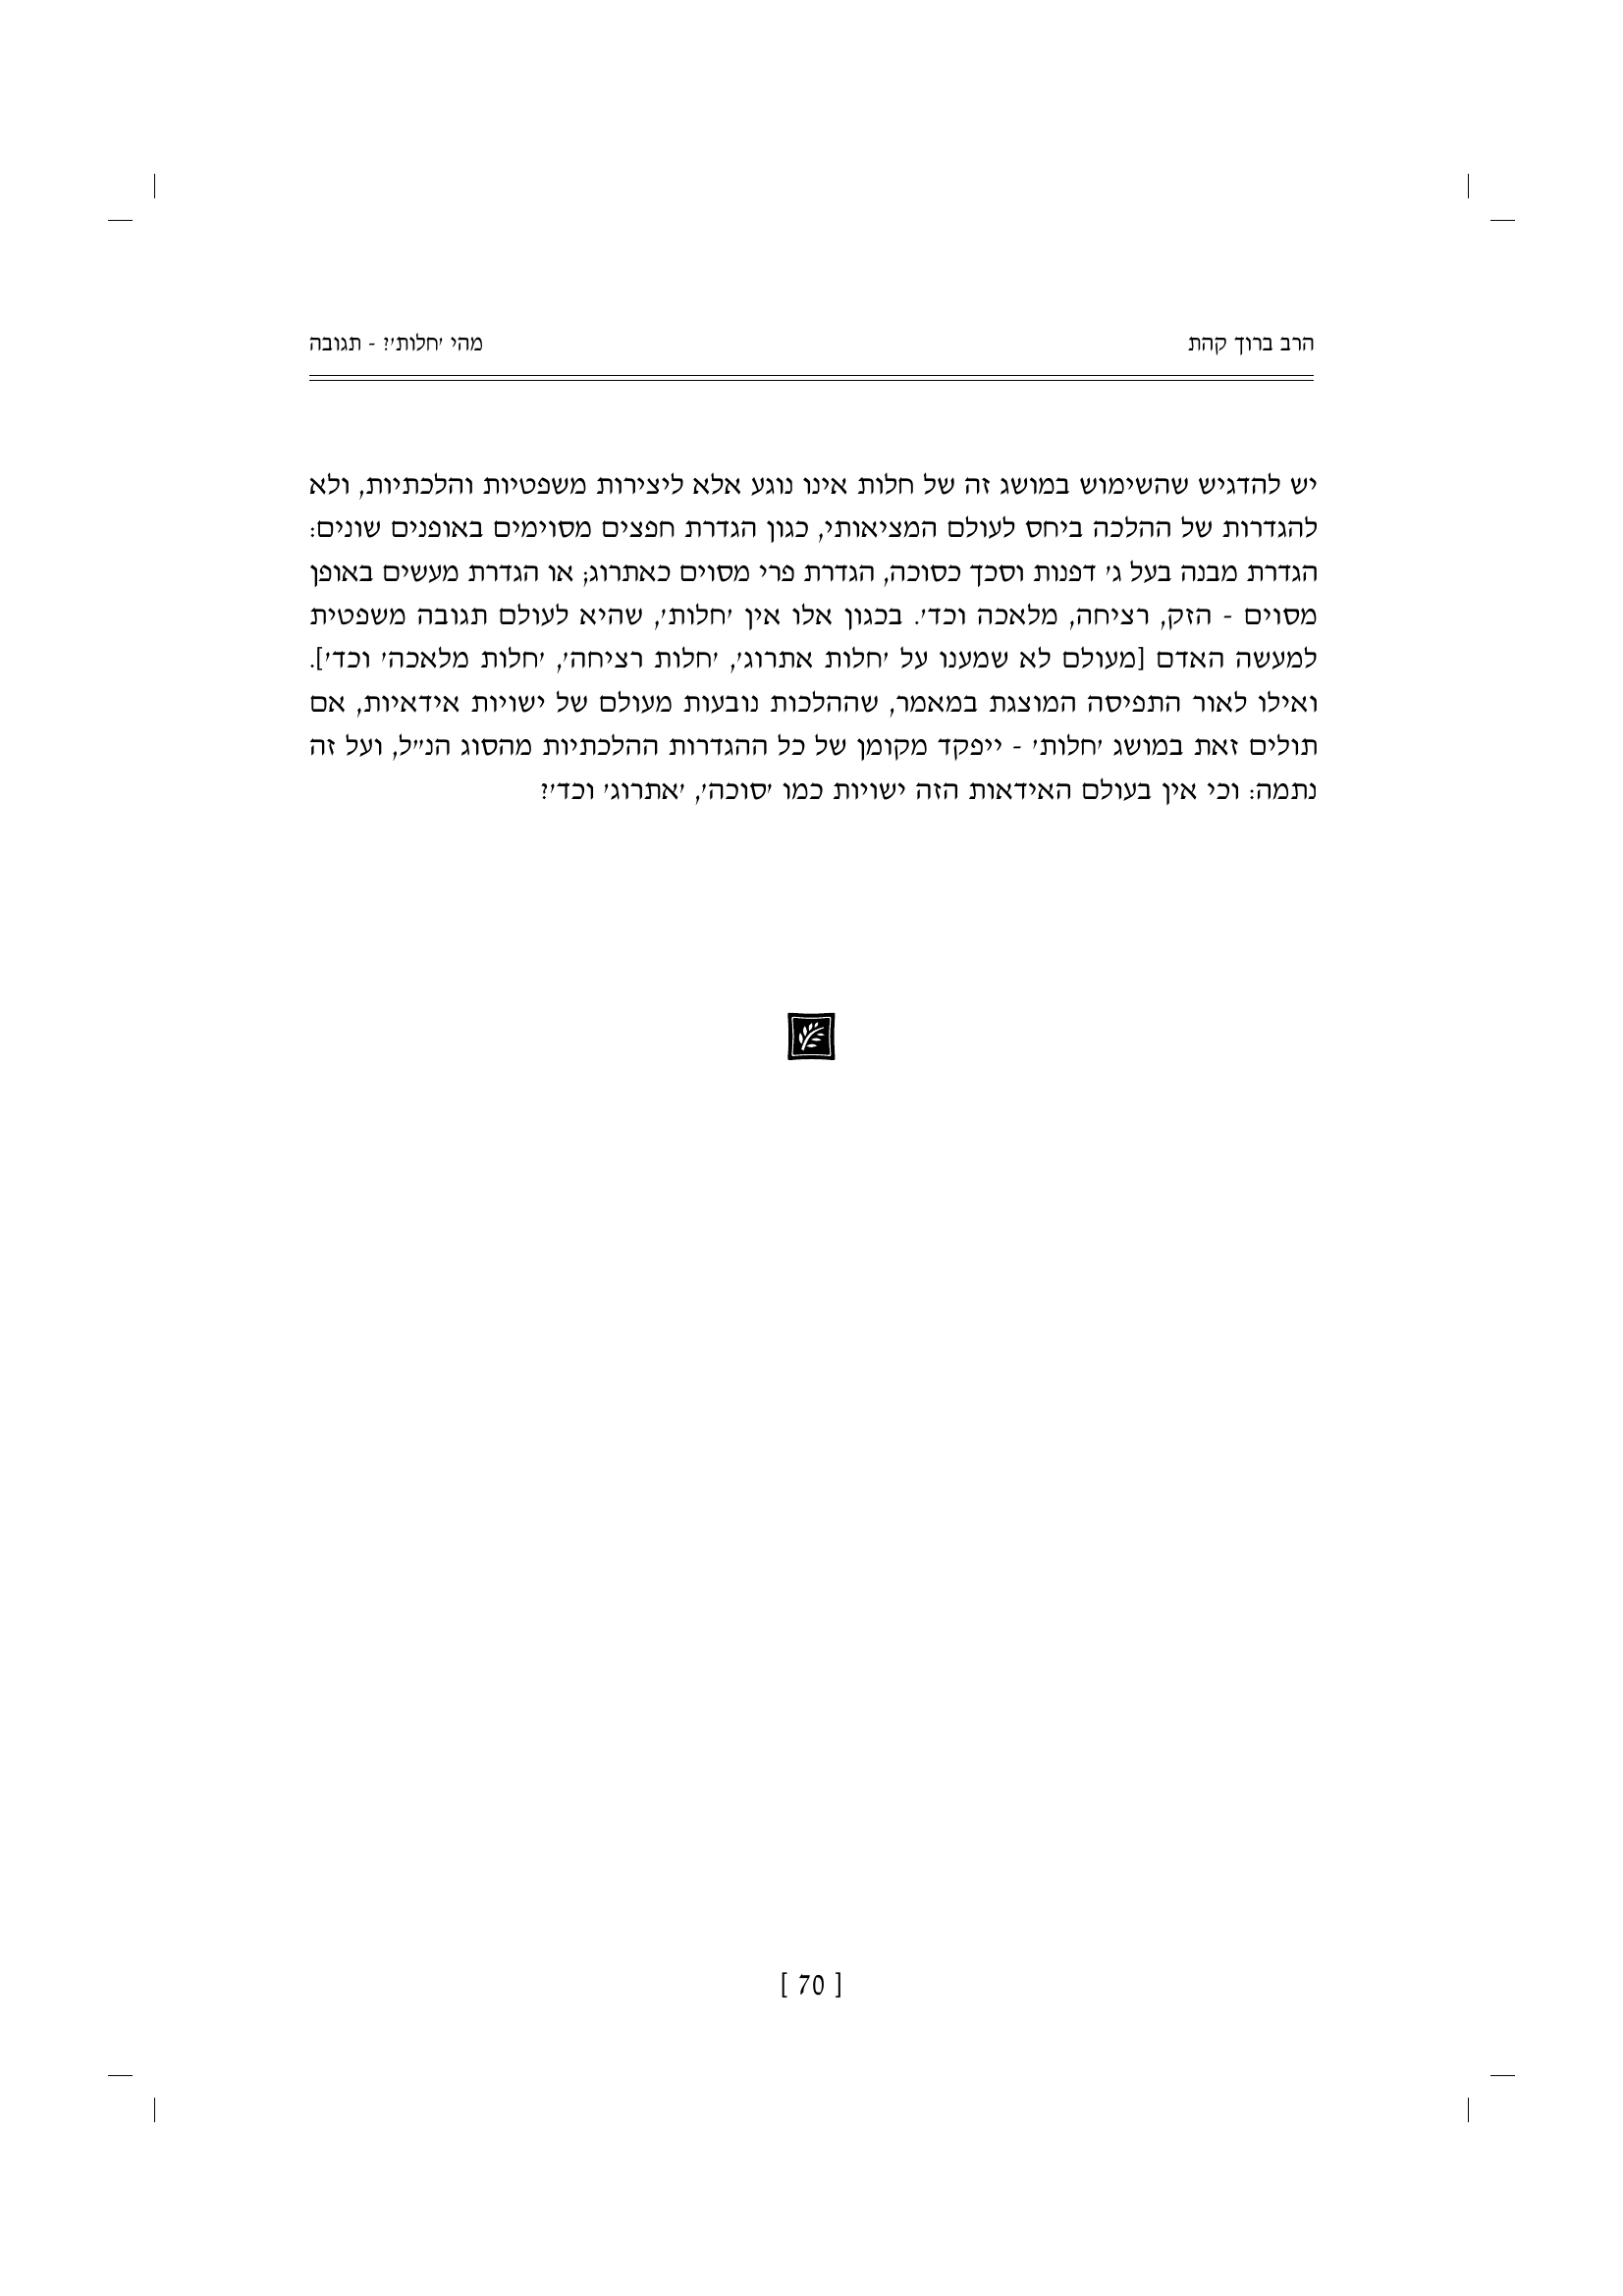 הרב ברוך קהת
מהי 'חלות'? - תגובה
יש להדגיש שהשימוש במושג זה של חלות אינו נוגע אלא ליצירות משפטיות והלכתיות, ולא
להגדרות של ההלכה ביחס לעולם המציאותי, כגון הגדרת חפצים מסוימים באופנים שונים:
הגדרת מבנה בעל ג' דפנות וסכך כסוכה, הגדרת פרי מסוים כאתרוג; או הגדרת מעשים באופן
מסוים - הזק, רציחה, מלאכה וכד'. בכגון אלו אין 'חלות', שהיא לעולם תגובה משפטית
למעשה האדם [מעולם לא שמענו על 'חלות אתרוג', 'חלות רציחה', 'חלות מלאכה' וכד'].
ואילו לאור התפיסה המוצגת במאמר, שההלכות נובעות מעולם של ישויות אידאיות, אם
תולים זאת במושג 'חלות' - ייפקד מקומן של כל ההגדרות ההלכתיות מהסוג הנ"ל, ועל זה
נתמה: וכי אין בעולם האידאות הזה ישויות כמו 'סוכה', 'אתרוג' וכד'?
[ 70 ]